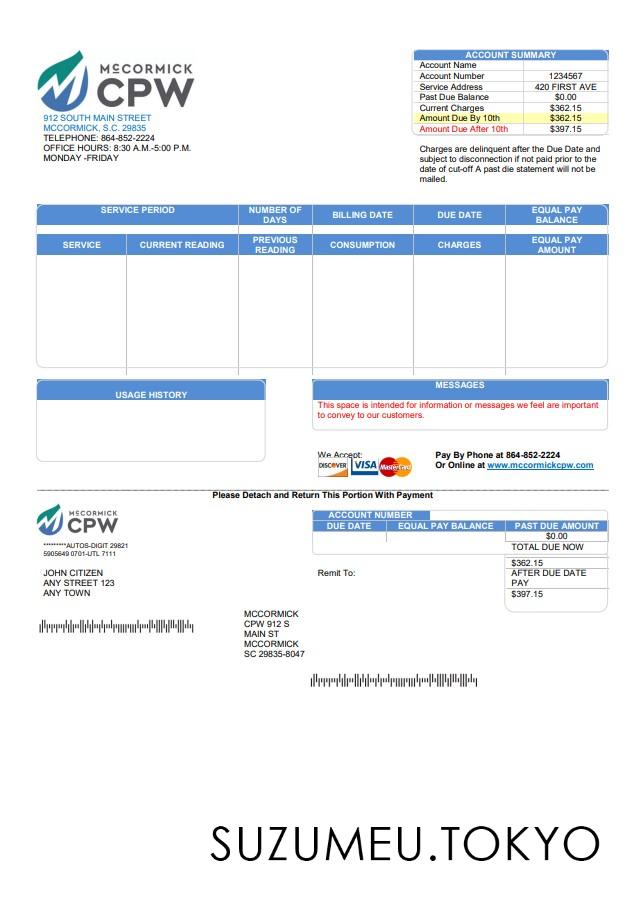 McCORMICK
CPW
912 SOUTH MAIN STREET
MCCORMICK, S.C. 29835
TELEPHONE: 864-852-2224
OFFICE HOURS: 8:30 A.M.-5:00 P.M.
MONDAY -FRIDAY
ACCOUNT SUMMARY
Account Name
Account Number 1234567
Service Address 420 FIRST AVE
Past Due Balance $0.00
Current Charges $362.15
Amount Due By 10th $362.15
Amount Due After 10th $397.15
Charges are delinquent after the Due Date and
subject to disconnection if not paid prior to the
date of cut-off A past die statement will not be
mailed.
SERVICE PERIOD NUMBER OF DAYS BILLING DATE DUE DATE EQUAL PAY BALANCE
SERVICE CURRENT READING PREVIOUS READING CONSUMPTION CHARGES EQUAL PAY AMOUNT
USAGE HISTORY
MESSAGES
This space is intended for information or messages we feel are important
to convey to our customers.
We Accept:
DISCOVER VISA MasterCard
Pay By Phone at 864-852-2224
Or Online at www.mccormickcpw.com
Please Detach and Return This Portion With Payment
McCORMICK
CPW
*********AUTOS-DIGIT 29821
5905649 0701-UTL 7111
JOHN CITIZEN
ANY STREET 123
ANY TOWN
ACCOUNT NUMBER
DUE DATE EQUAL PAY BALANCE PAST DUE AMOUNT
$0.00
TOTAL DUE NOW
$362.15
AFTER DUE DATE
PAY
$397.15
Remit To:
MCCORMICK
CPW 912 S
MAIN ST
MCCORMICK
SC 29835-8047
SUZUMEU.TOKYO